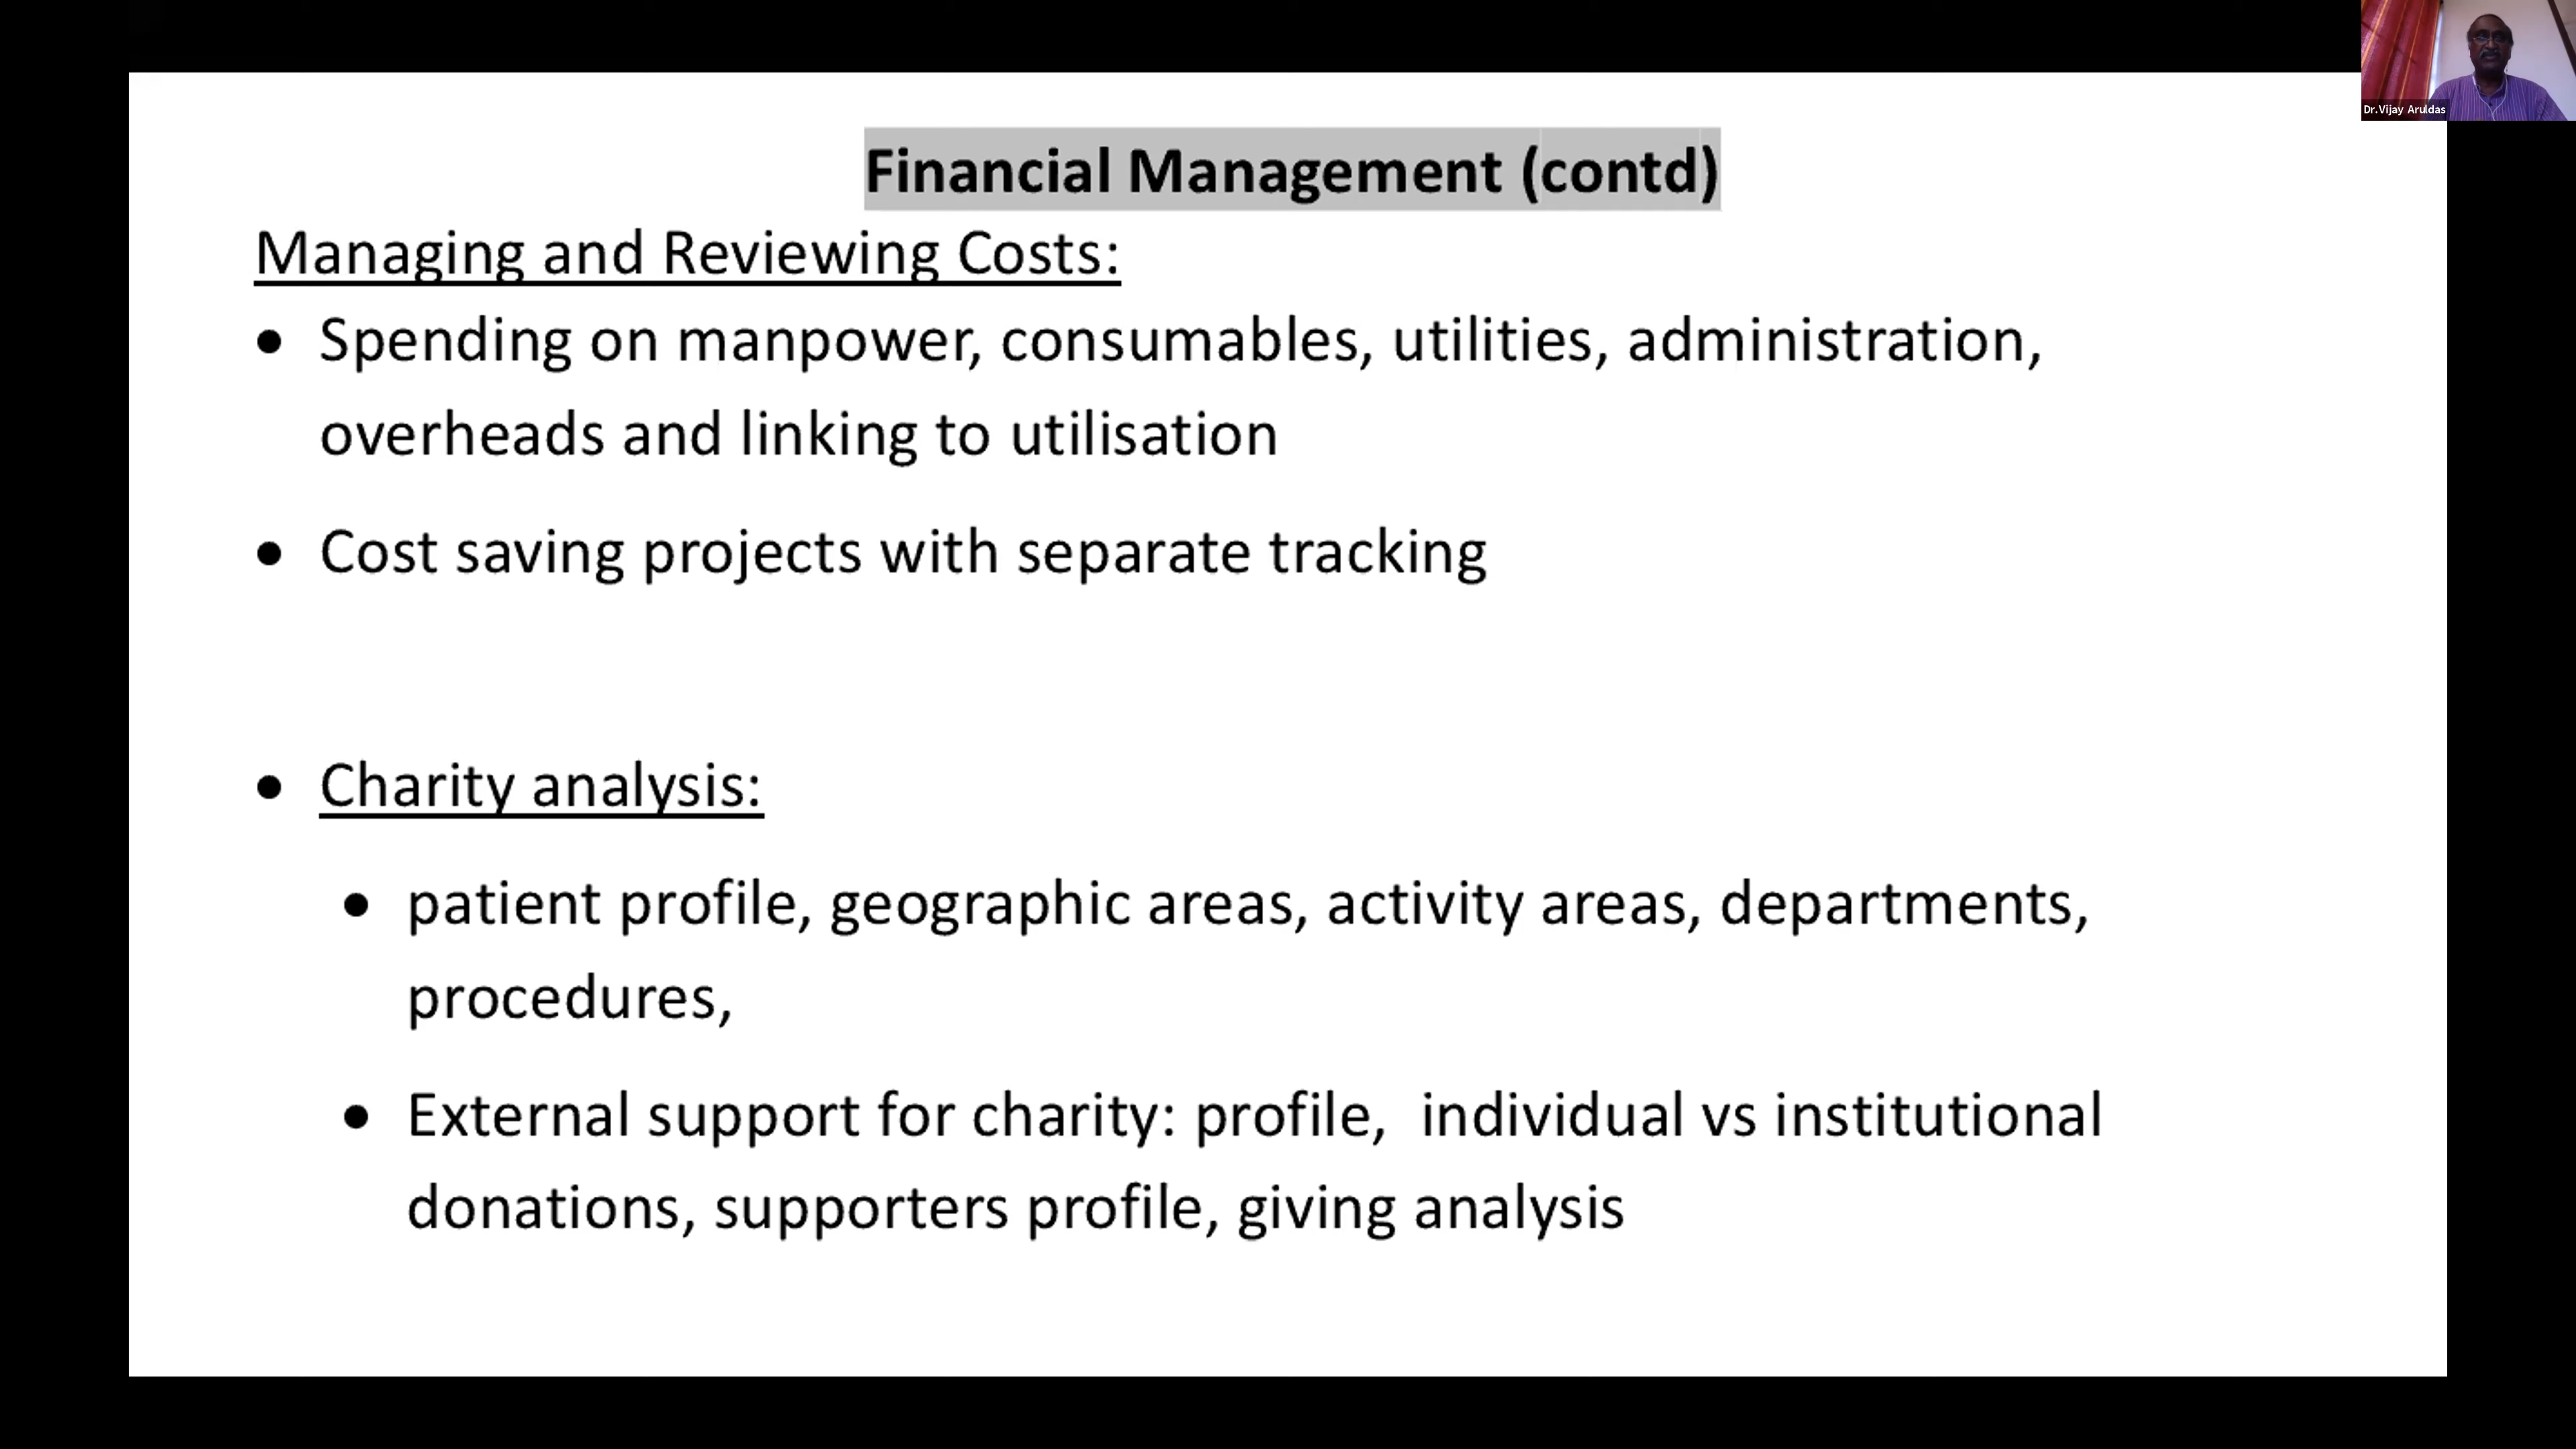 Dr.Vijay Aruldas
Financial Management (contd)
Managing and Reviewing Costs:
• Spending on manpower, consumables, utilities, administration,
overheads and linking to utilisation
• Cost saving projects with separate tracking
• Charity analysis:
• patient profile, geographic areas, activity areas, departments,
procedures,
• External support for charity: profile,  individual vs institutional
donations, supporters profile, giving analysis